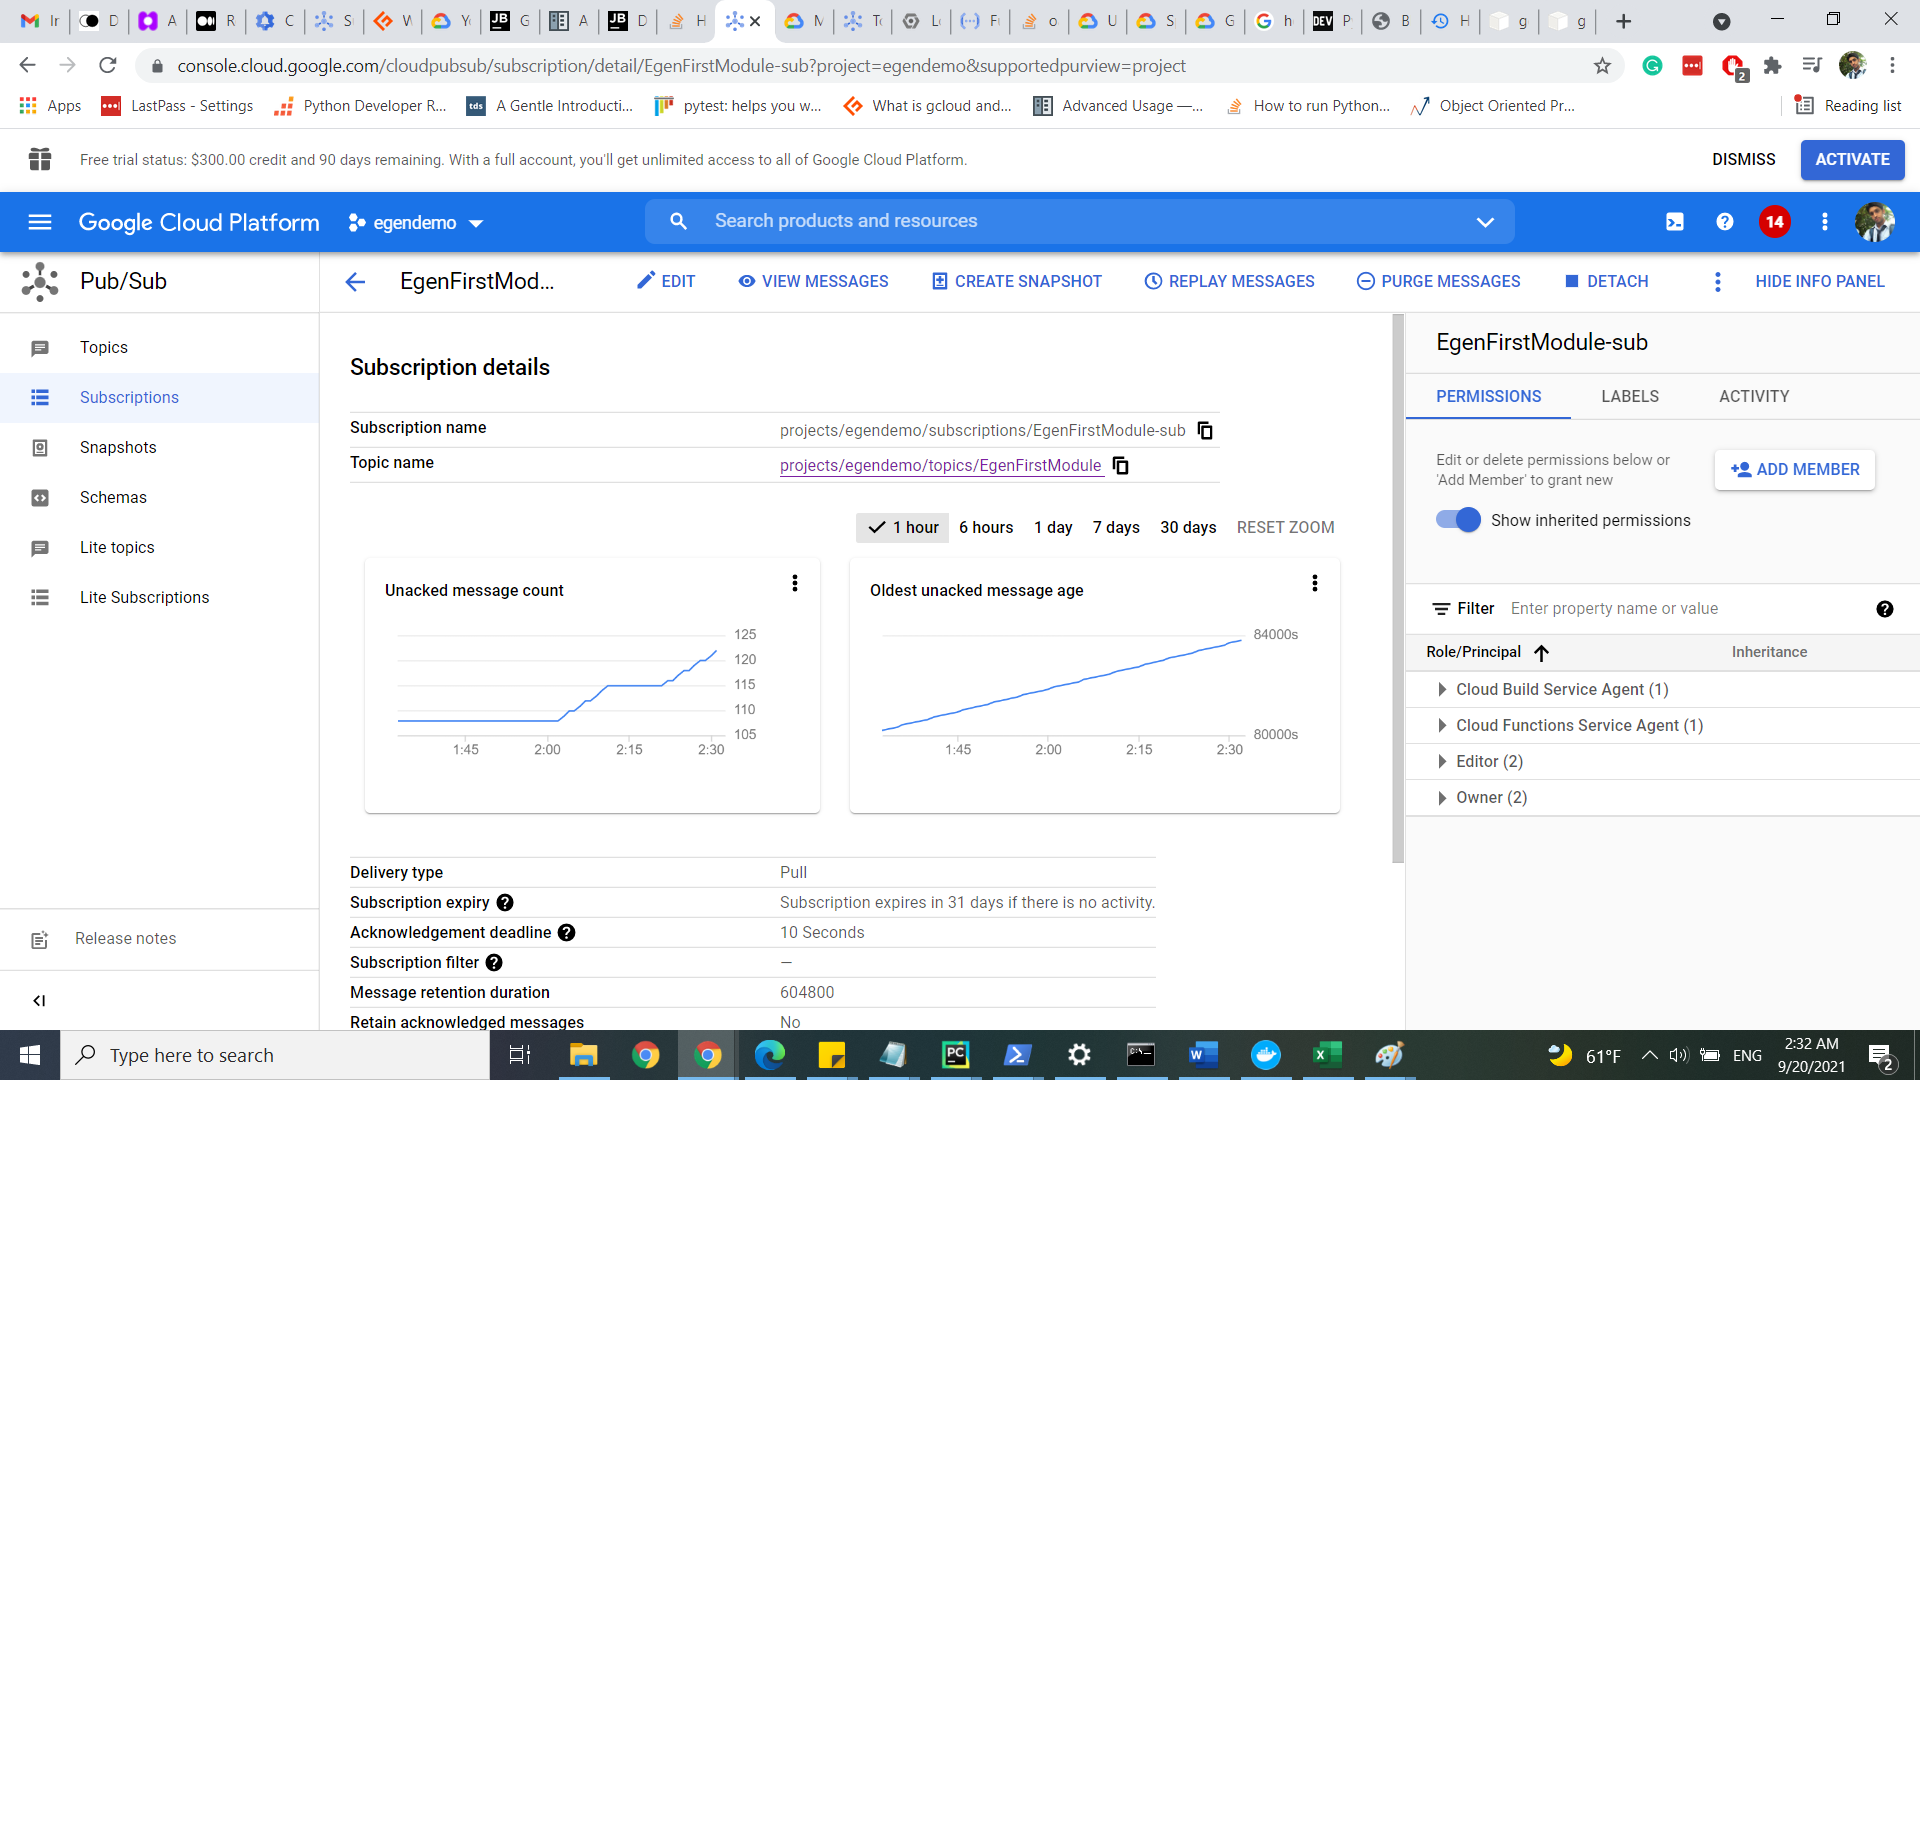 Ir D A R C S W Yo G A D H M To Lo Fu o U S G h P B H g g
console.cloud.google.com/cloudpubsub/subscription/detail/EgenFirstModule-sub?project=egendemo&supportedpurview=project
2
Apps LastPass - Settings Python Developer R... tds A Gentle Introducti... pytest: helps you w... What is gcloud and... Advanced Usage —... How to run Python... Object Oriented Pr... Reading list
Free trial status: $300.00 credit and 90 days remaining. With a full account, you'll get unlimited access to all of Google Cloud Platform.
DISMISS ACTIVATE
Google Cloud Platform egendemo Search products and resources 14
Pub/Sub
EgenFirstMod... EDIT VIEW MESSAGES CREATE SNAPSHOT REPLAY MESSAGES PURGE MESSAGES DETACH HIDE INFO PANEL
Topics
Subscriptions
Snapshots
Schemas
Lite topics
Lite Subscriptions
Release notes
Subscription details
Subscription name projects/egendemo/subscriptions/EgenFirstModule-sub
Topic name projects/egendemo/topics/EgenFirstModule
1 hour 6 hours 1 day 7 days 30 days RESET ZOOM
Unacked message count
125
120
115
110
105
1:45 2:00 2:15 2:30
Oldest unacked message age
84000s
80000s
1:45 2:00 2:15 2:30
Delivery type Pull
Subscription expiry Subscription expires in 31 days if there is no activity.
Acknowledgement deadline 10 Seconds
Subscription filter —
Message retention duration 604800
Retain acknowledged messages No
EgenFirstModule-sub
PERMISSIONS LABELS ACTIVITY
Edit or delete permissions below or
'Add Member' to grant new
ADD MEMBER
Show inherited permissions
Filter Enter property name or value
Role/Principal Inheritance
Cloud Build Service Agent (1)
Cloud Functions Service Agent (1)
Editor (2)
Owner (2)
Type here to search
61°F ENG
2:32 AM
9/20/2021
2